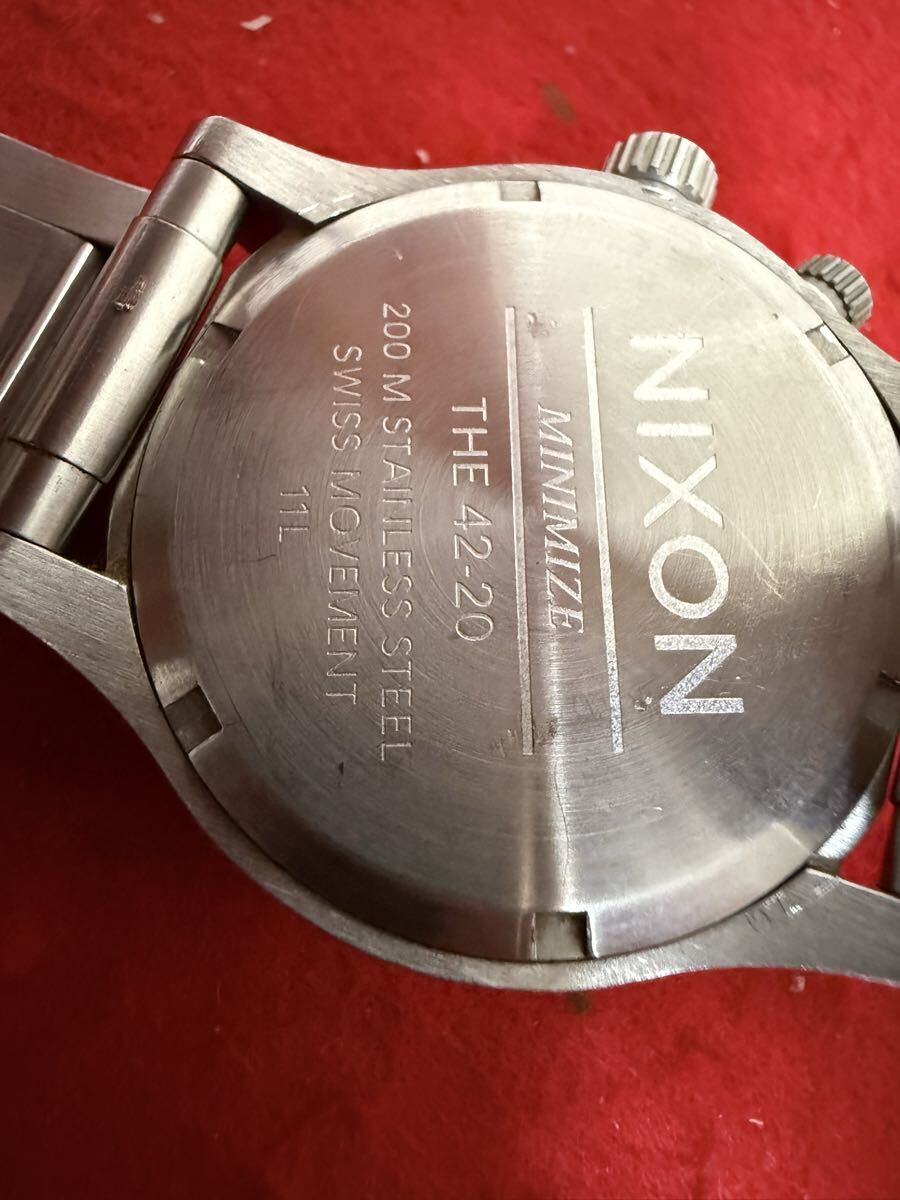 NIXON
MINIMIZE
THE 42-20
200 M STAINLESS STEEL
SWISS MOVEMENT
11L